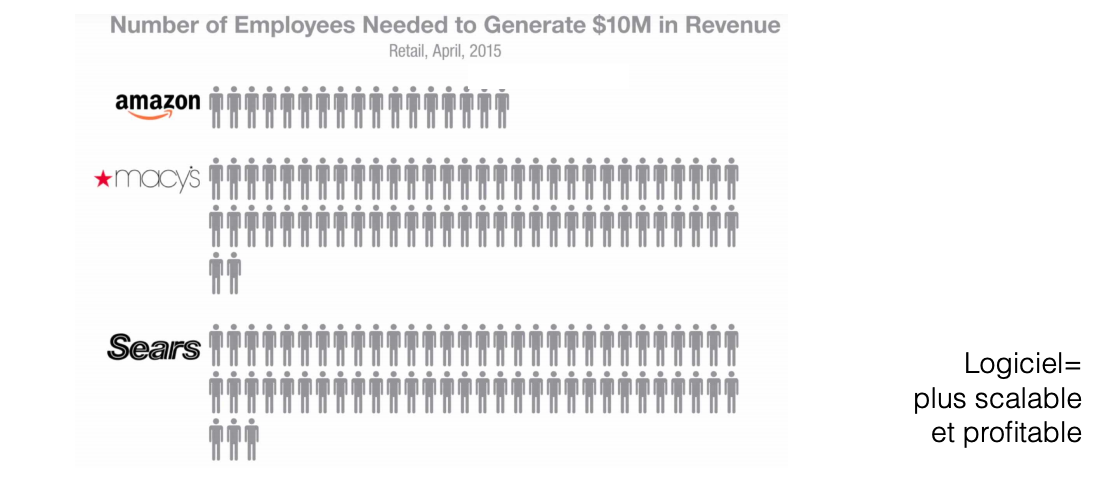 Number of Employees Needed to Generate $10M in Revenue
Retail, April, 2015
amazon
macy's
Sears
Logiciel=
plus scalable
et profitable